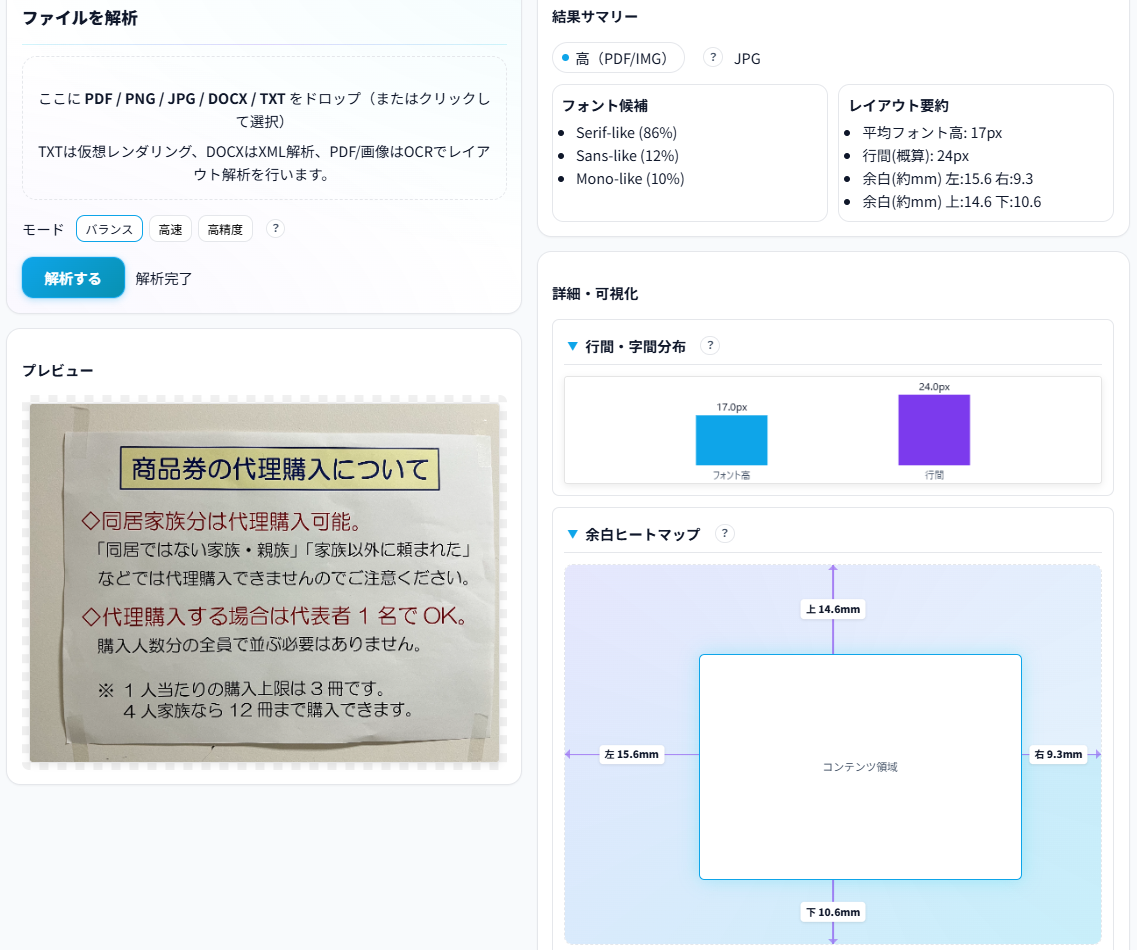 ファイルを解析
ここに PDF / PNG / JPG / DOCX / TXT をドロップ（またはクリックし
て選択）
TXTは仮想レンダリング、DOCXはXML解析、PDF/画像はOCRでレイア
ウト解析を行います。
モード バランス 高速 高精度 ?
解析する 解析完了
プレビュー
商品券の代理購入について
◇同居家族分は代理購入可能。
「同居ではない家族・親族」「家族以外に頼まれた」
などでは代理購入できませんのでご注意ください。
◇代理購入する場合は代表者 1 名で OK。
購入人数分の全員で並ぶ必要はありません。
※ 1 人当たりの購入上限は 3 冊です。
4 人家族なら 12 冊まで購入できます。
結果サマリー
高（PDF/IMG） ? JPG
フォント候補
Serif-like (86%)
Sans-like (12%)
Mono-like (10%)
レイアウト要約
平均フォント高: 17px
行間(概算): 24px
余白(約mm) 左:15.6 右:9.3
余白(約mm) 上:14.6 下:10.6
詳細・可視化
▼ 行間・字間分布 ?
17.0px
24.0px
フォント高
行間
▼ 余白ヒートマップ ?
上 14.6mm
左 15.6mm
コンテンツ領域
右 9.3mm
下 10.6mm